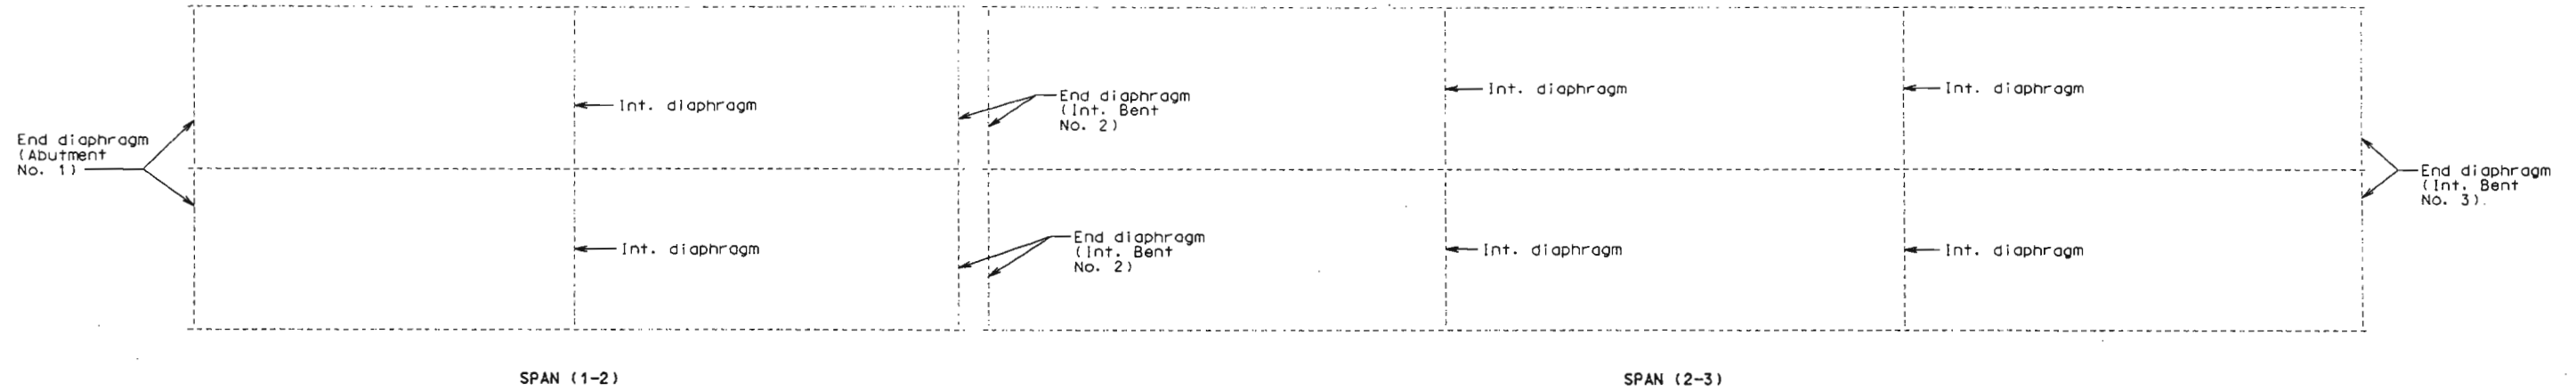 End diaphragm
(Abutment
No. 1)
Int. diaphragm
Int. diaphragm
End diaphragm
(Int. Bent
No. 2)
End diaphragm
(Int. Bent
No. 2)
Int. diaphragm
Int. diaphragm
Int. diaphragm
Int. diaphragm
End diaphragm
(Int. Bent
No. 3)
SPAN (1-2)
SPAN (2-3)